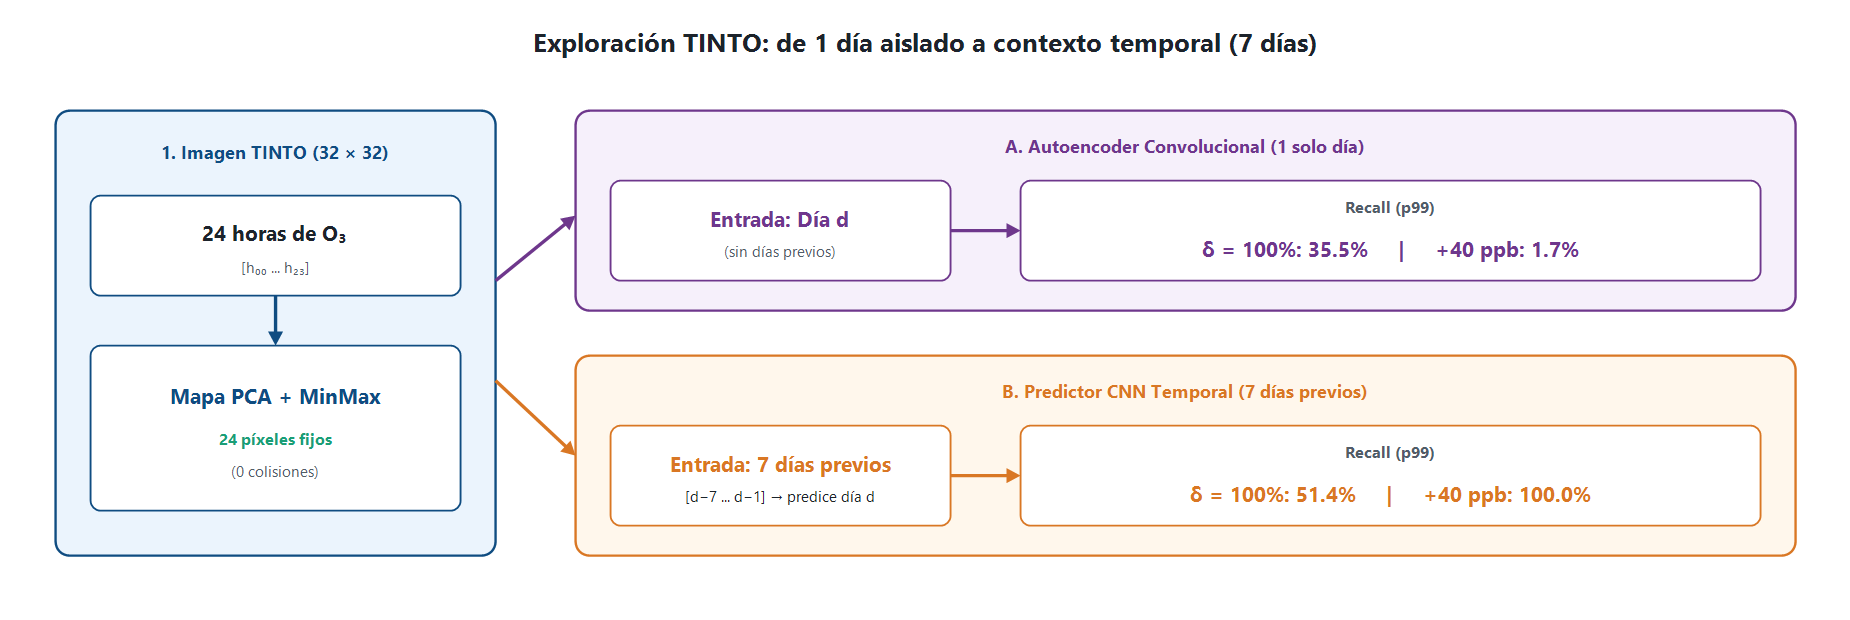 Exploración TINTO: de 1 día aislado a contexto temporal (7 días)
1. Imagen TINTO (32 × 32)
24 horas de O₃
[h₀₀ ... h₂₃]
Mapa PCA + MinMax
24 píxeles fijos
(0 colisiones)
A. Autoencoder Convolucional (1 solo día)
Entrada: Día d
(sin días previos)
Recall (p99)
δ = 100%: 35.5% | +40 ppb: 1.7%
B. Predictor CNN Temporal (7 días previos)
Entrada: 7 días previos
[d−7 ... d−1] → predice día d
Recall (p99)
δ = 100%: 51.4% | +40 ppb: 100.0%